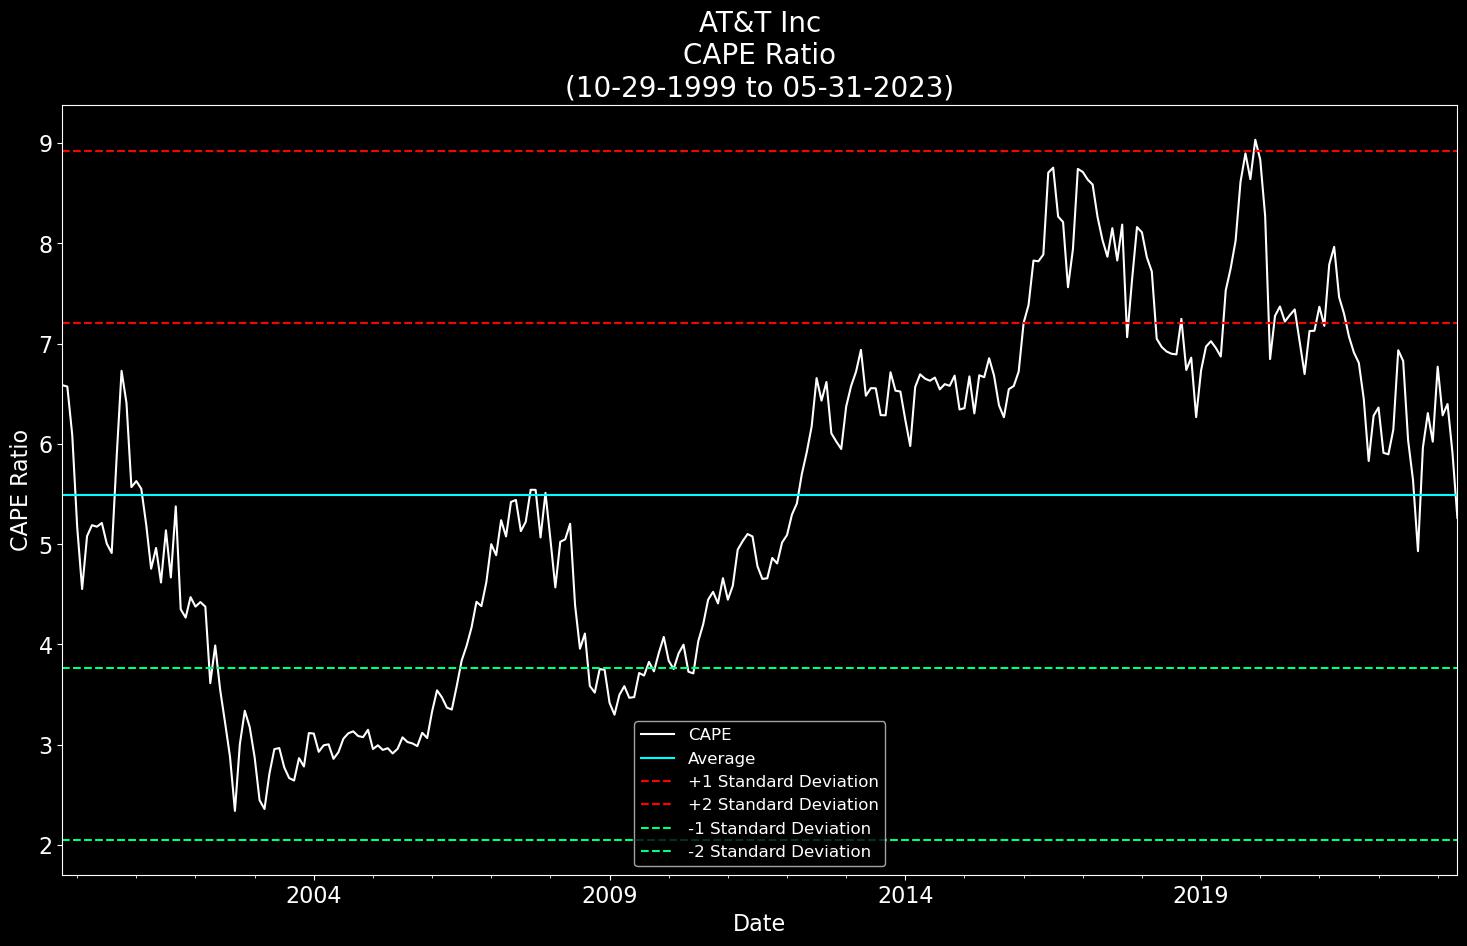 AT&T Inc
CAPE Ratio
(10-29-1999 to 05-31-2023)
CAPE Ratio
9
8
7
6
5
4
3
2
CAPE
Average
+1 Standard Deviation
+2 Standard Deviation
-1 Standard Deviation
-2 Standard Deviation
2004
2009
2014
2019
Date